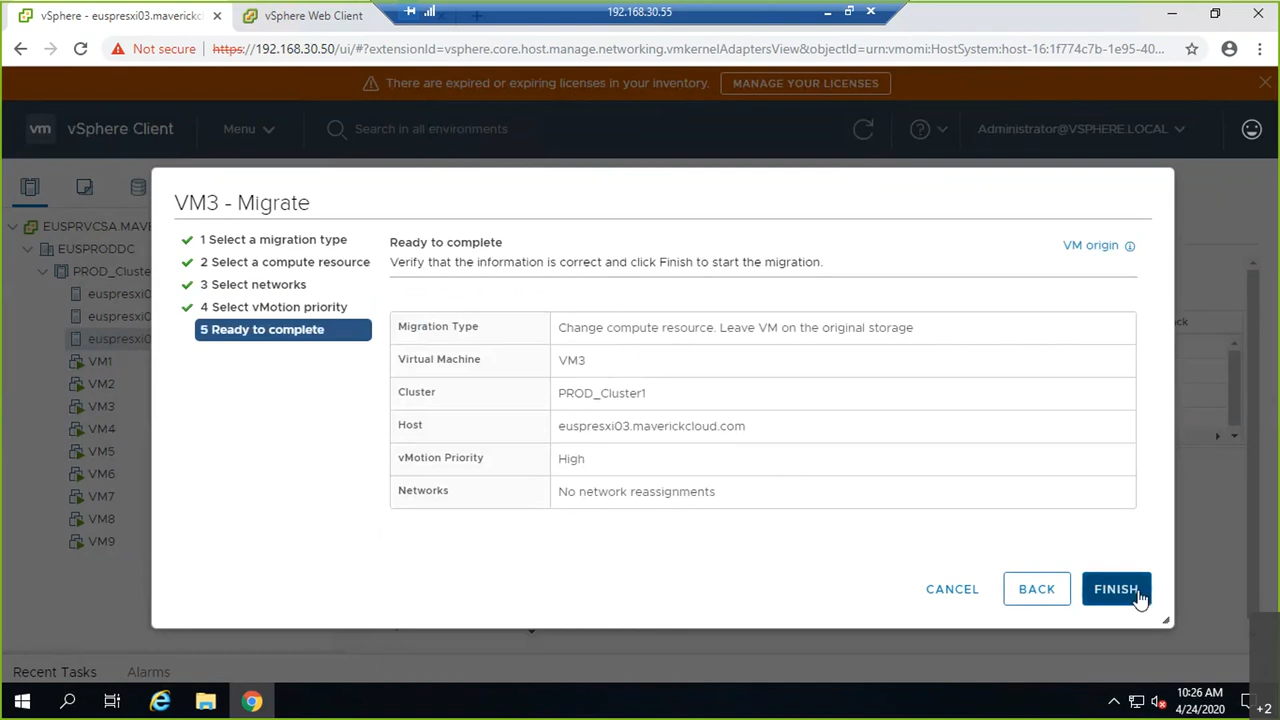 192.168.30.55
vSphere - euspresxi03.maverickcl
vSphere Web Client
Not secure
https://192.168.30.50/ui/#?extensionId=vsphere.core.host.manage.networking.vmkernelAdaptersView&objectId=urn:vmomi:HostSystem:host-16:1f774c7b-1e95-40...
There are expired or expiring licenses in your inventory.
MANAGE YOUR LICENSES
vm vSphere Client
Menu
Search in all environments
Administrator@VSPHERE.LOCAL
EUSPRVCSA.MAV
EUSPRODDC
PROD_Cluste
euspresxi0
euspresxi0
euspresxi0
VM1
VM2
VM3
VM4
VM5
VM6
VM7
VM8
VM9
VM3 - Migrate
1 Select a migration type
2 Select a compute resource
3 Select networks
4 Select vMotion priority
5 Ready to complete
Ready to complete
VM origin
Verify that the information is correct and click Finish to start the migration.
Migration Type Change compute resource. Leave VM on the original storage
Virtual Machine VM3
Cluster PROD_Cluster1
Host euspresxi03.maverickcloud.com
vMotion Priority High
Networks No network reassignments
CANCEL
BACK
FINISH
Recent Tasks
Alarms
10:26 AM
4/24/2020
+2